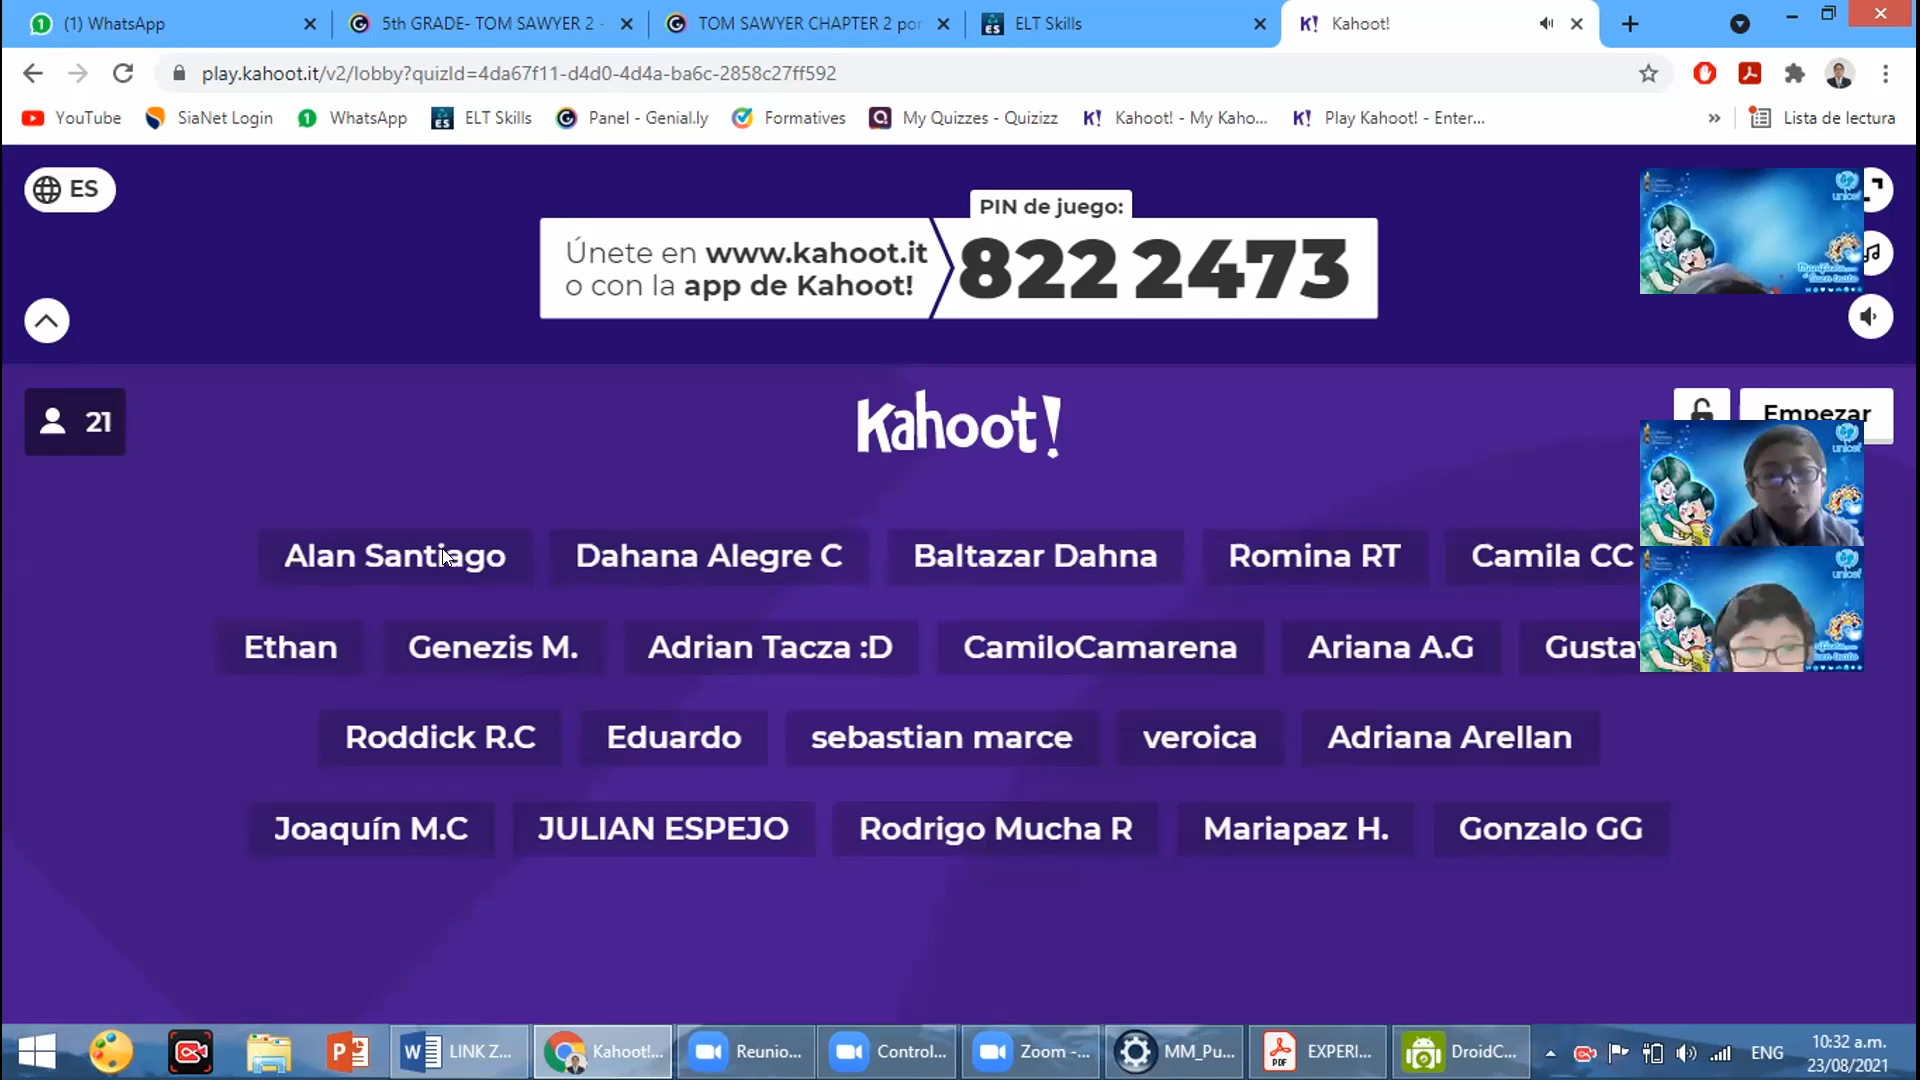 (1) WhatsApp
5th GRADE- TOM SAWYER 2 -
TOM SAWYER CHAPTER 2 por
ELT Skills
Kahoot!
play.kahoot.it/v2/lobby?quizId=4da67f11-d4d0-4d4a-ba6c-2858c27ff592
YouTube
SiaNet Login
WhatsApp
ELT Skills
Panel - Genial.ly
Formatives
My Quizzes - Quizizz
Kahoot! - My Kaho...
Play Kahoot! - Enter...
Lista de lectura
ES
PIN de juego:
Únete en www.kahoot.it
o con la app de Kahoot!
822 2473
unicef
21
Kahoot!
Empezar
unicef
Alan Santiago
Dahana Alegre C
Baltazar Dahna
Romina RT
Camila CC
unicef
Ethan
Genezis M.
Adrian Tacza :D
CamiloCamarena
Ariana A.G
Roddick R.C
Eduardo
sebastian marce
veroica
Adriana Arellan
Joaquín M.C
JULIAN ESPEJO
Rodrigo Mucha R
Mariapaz H.
Gonzalo GG
LINK Z...
Kahoot!...
Reunio...
Control...
Zoom -...
MM_Pu...
EXPERI...
DroidC...
ENG
10:32 a.m.
23/08/2021